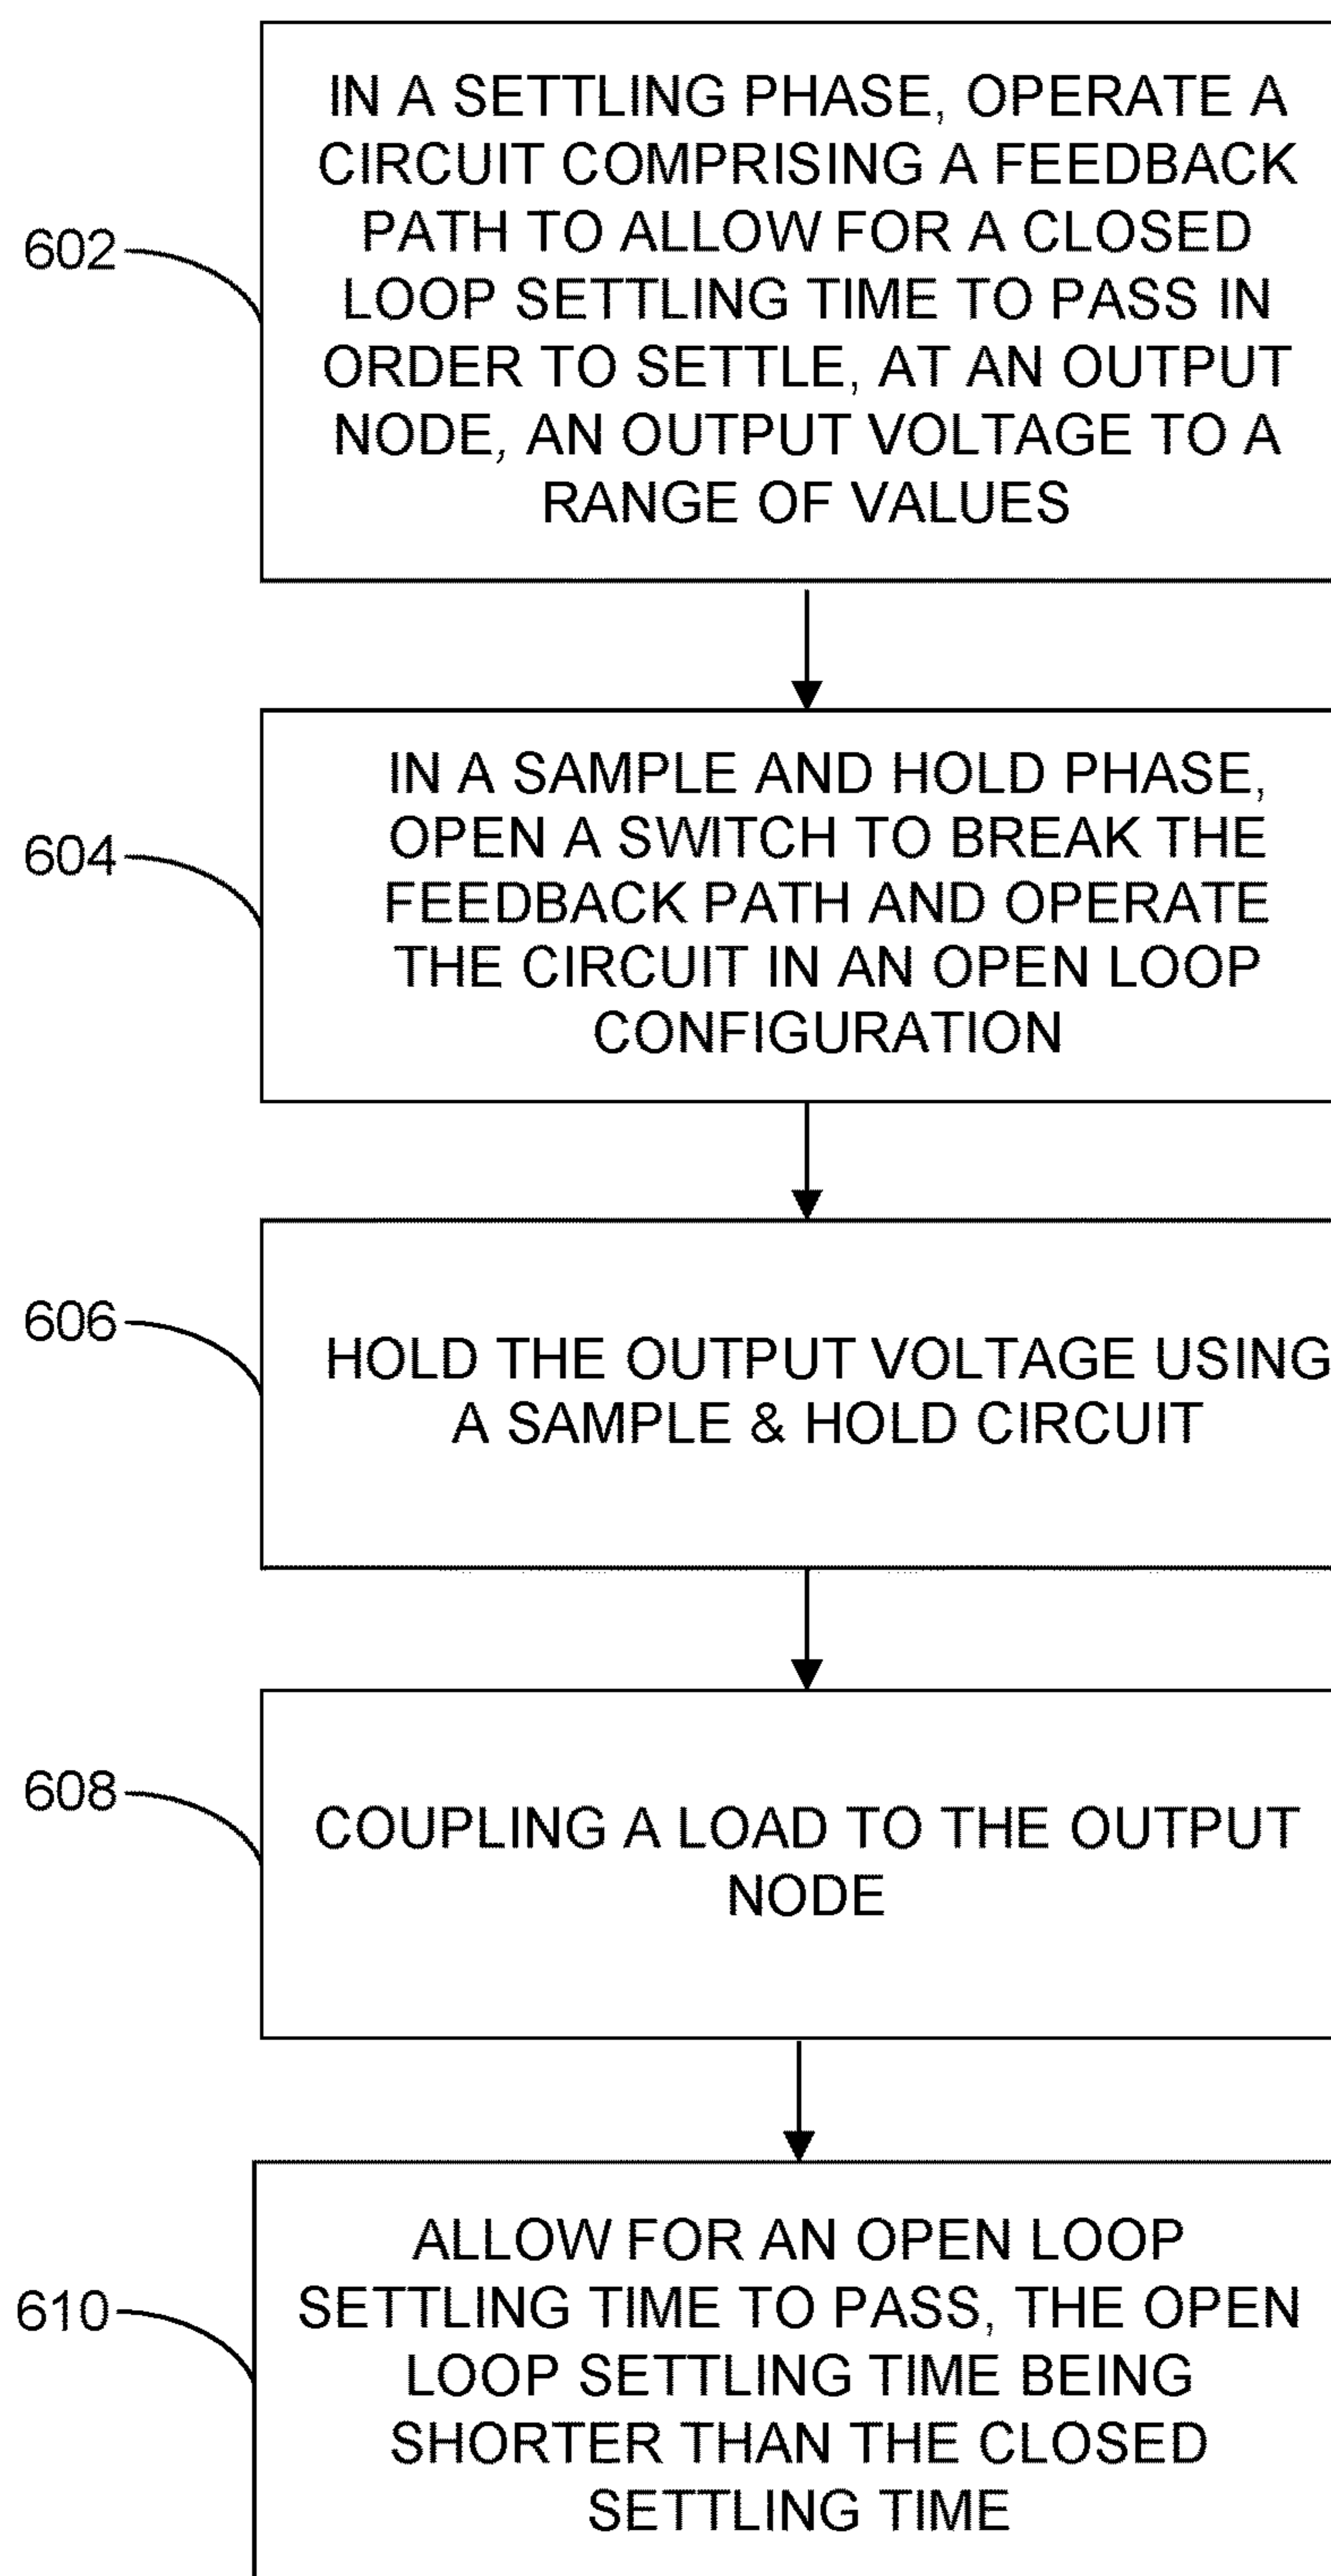 IN A SETTLING PHASE, OPERATE A
CIRCUIT COMPRISING A FEEDBACK
PATH TO ALLOW FOR A CLOSED
602
LOOP SETTLING TIME TO PASS IN
ORDER TO SETTLE, AT AN OUTPUT
NODE, AN OUTPUT VOLTAGE TO A
RANGE OF VALUES
IN A SAMPLE AND HOLD PHASE,
OPEN A SWITCH TO BREAK THE
604
FEEDBACK PATH AND OPERATE
THE CIRCUIT IN AN OPEN LOOP
CONFIGURATION
606
HOLD THE OUTPUT VOLTAGE USING
A SAMPLE & HOLD CIRCUIT
608
COUPLING A LOAD TO THE OUTPUT
NODE
ALLOW FOR AN OPEN LOOP
SETTLING TIME TO PASS, THE OPEN
610
LOOP SETTLING TIME BEING
SHORTER THAN THE CLOSED
SETTLING TIME